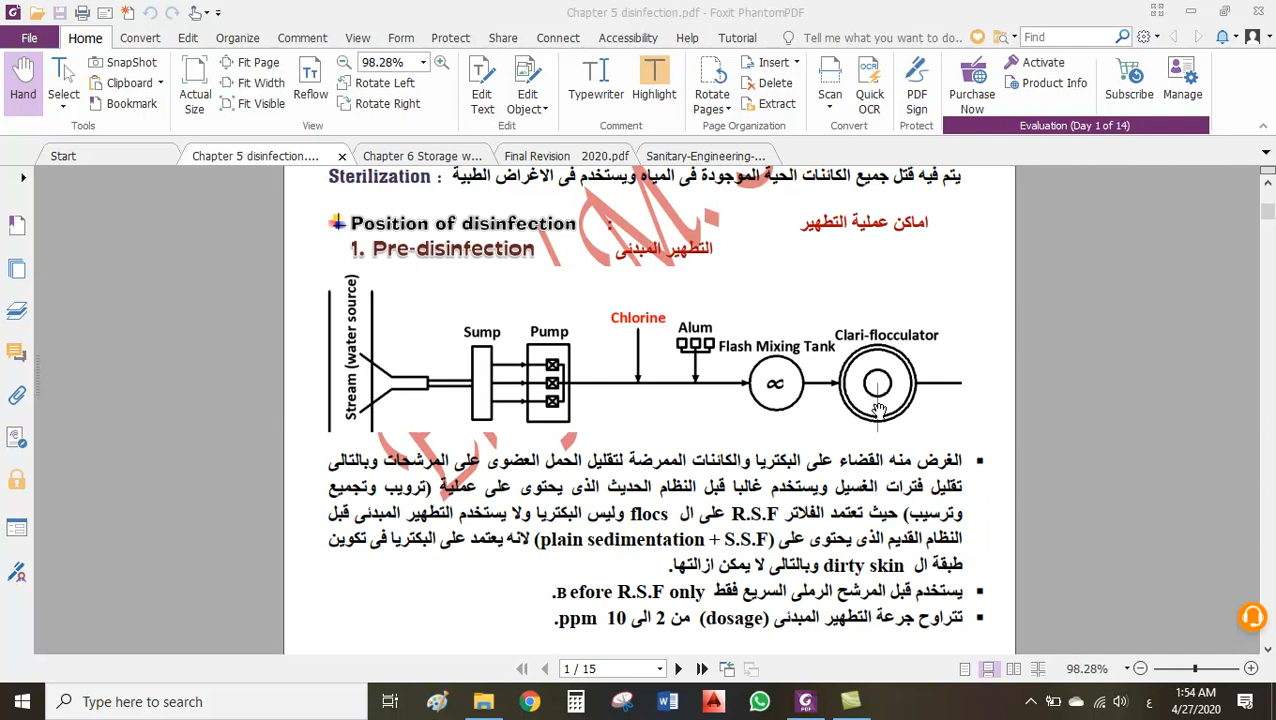 Chapter 5 disinfection.pdf - Foxit PhantomPDF
File Home Convert Edit Organize Comment View Form Protect Share Connect Accessibility Help Tutorial Tell me what you want to do.. Find
Hand
Select
SnapShot
Clipboard
Bookmark
Tools
Actual Size
Reflow
Fit Page
Fit Width
Fit Visible
98.28%
Rotate Left
Rotate Right
View
Edit Text
Edit Object
Edit
Typewriter
Highlight
Comment
Rotate Pages
Insert
Delete
Extract
Page Organization
Scan
Quick OCR
Convert
PDF Sign
Protect
Purchase Now
Activate
Product Info
Subscribe
Manage
Evaluation (Day 1 of 14)
Start
Chapter 5 disinfection....
Chapter 6 Storage w...
Final Revision 2020.pdf
Sanitary-Engineering-...
Sterilization : يتم فيه قتل جميع الكائنات الحية الموجودة فى المياه ويستخدم فى الاغراض الطبية
Position of disinfection : اماكن عملية التطهير
1. Pre-disinfection التطهير المبدئى
Stream (water source)
Sump
Pump
Chlorine
Alum
Flash Mixing Tank
Clari-flocculator
▪ الغرض منه القضاء على البكتريا والكائنات الممرضة لتقليل الحمل العضوى على المرشحات وبالتالى
تقليل فترات الغسيل ويستخدم غالبا قبل النظام الحديث الذى يحتوى على عملية (ترويب وتجميع
وترسيب) حيث تعتمد الفلاتر R.S.F على ال flocs وليس البكتريا ولا يستخدم التطهير المبدئى قبل
النظام القديم الذى يحتوى على (plain sedimentation + S.S.F) لانه يعتمد على البكتريا فى تكوين
طبقة ال dirty skin وبالتالى لا يمكن ازالتها.
▪ يستخدم قبل المرشح الرملى السريع فقط Before R.S.F only.
▪ تتراوح جرعة التطهير المبدئى (dosage) من 2 الى 10 ppm.
1 / 15
98.28%
Type here to search
ع
1:54 AM
4/27/2020